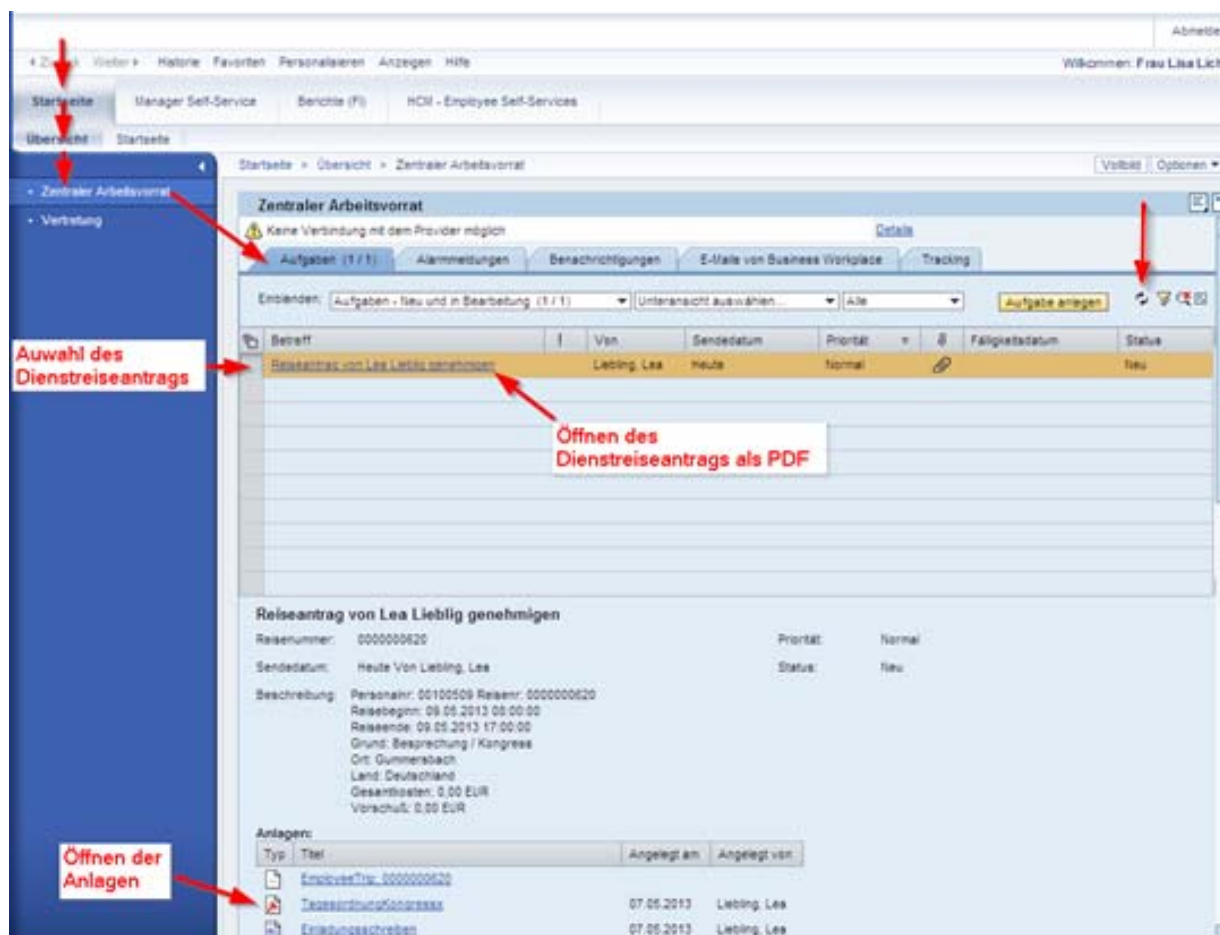 Abmelde
Zurück Weiter Historie Favoriten Personalisieren Anzeigen Hilfe
Willkommen: Frau Lisa Lich
Startseite Manager Self-Service Berichte (FI) HCM - Employee Self-Services
Übersicht Startseite
Startseite > Übersicht > Zentraler Arbeitsvorrat
Vollbild Optionen
Zentraler Arbeitsvorrat
Vertretung
Zentraler Arbeitsvorrat
Keine Verbindung mit dem Provider möglich Details
Aufgaben (1 / 1) Alarmmeldungen Benachrichtigungen E-Mails von Business Workplace Tracking
Einblenden: Aufgaben - Neu und in Bearbeitung (1 / 1) Unteransicht auswählen... Alle Aufgabe anlegen
Betreff ! Von Sendedatum Priorität Fälligkeitsdatum Status
Reiseantrag von Lea Lieblig genehmigen Liebling, Lea Heute Normal Neu
Auwahl des
Dienstreiseantrags
Öffnen des
Dienstreiseantrags als PDF
Reiseantrag von Lea Lieblig genehmigen
Reisenummer: 0000000620 Priorität: Normal
Sendedatum: Heute Von Liebling, Lea Status: Neu
Beschreibung: Personalnr: 00100509 Reisenr: 0000000620
Reisebeginn: 09.05.2013 08:00:00
Reiseende: 09.05.2013 17:00:00
Grund: Besprechung / Kongress
Ort: Gummersbach
Land: Deutschland
Gesamtkosten: 0,00 EUR
Vorschuß: 0,00 EUR
Anlagen:
Typ Titel Angelegt am Angelegt von
EmployeeTrip: 0000000620
TagesordnungKongresss 07.05.2013 Liebling, Lea
Einladungsschreiben 07.05.2013 Liebling, Lea
Öffnen der
Anlagen